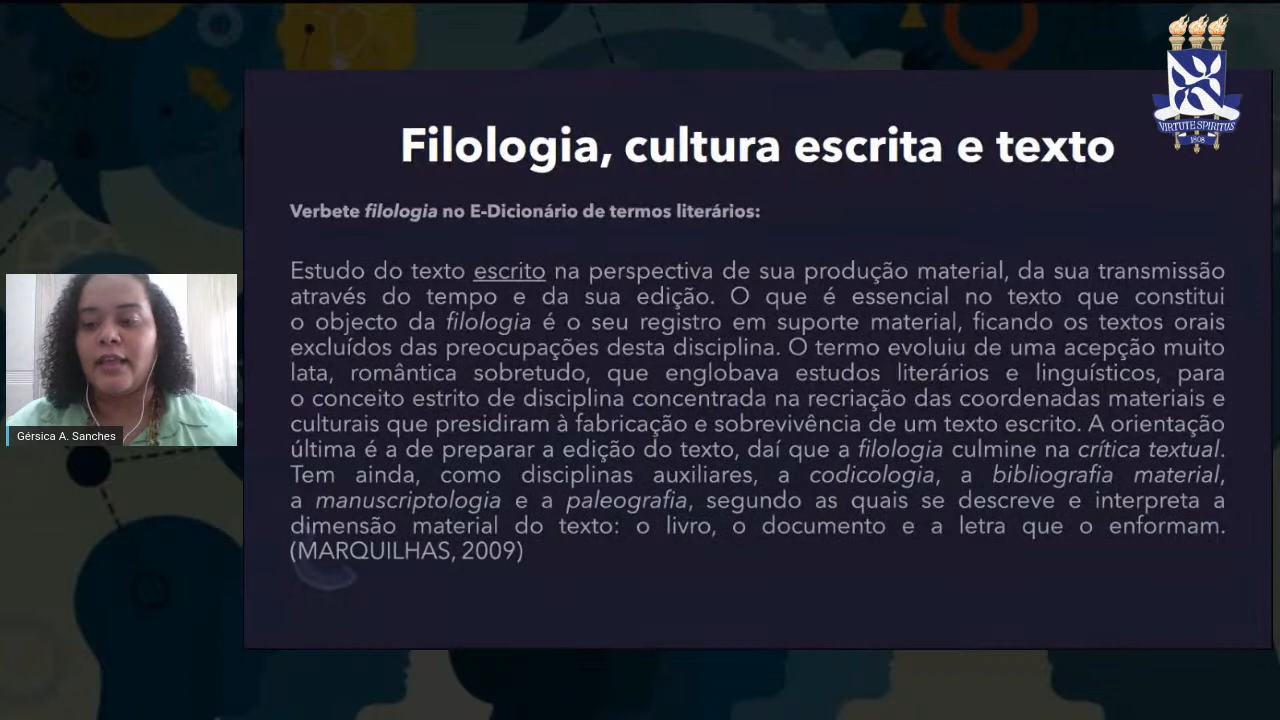 VIRTUTE SPIRITUS
1808
Filologia, cultura escrita e texto
Verbete filologia no E-Dicionário de termos literários:
Estudo do texto escrito na perspectiva de sua produção material, da sua transmissão
através do tempo e da sua edição. O que é essencial no texto que constitui
o objecto da filologia é o seu registro em suporte material, ficando os textos orais
excluídos das preocupações desta disciplina. O termo evoluiu de uma acepção muito
lata, romântica sobretudo, que englobava estudos literários e linguísticos, para
o conceito estrito de disciplina concentrada na recriação das coordenadas materiais e
culturais que presidiram à fabricação e sobrevivência de um texto escrito. A orientação
última é a de preparar a edição do texto, daí que a filologia culmine na crítica textual.
Tem ainda, como disciplinas auxiliares, a codicologia, a bibliografia material,
a manuscriptologia e a paleografia, segundo as quais se descreve e interpreta a
dimensão material do texto: o livro, o documento e a letra que o enformam.
(MARQUILHAS, 2009)
Gérsica A. Sanches